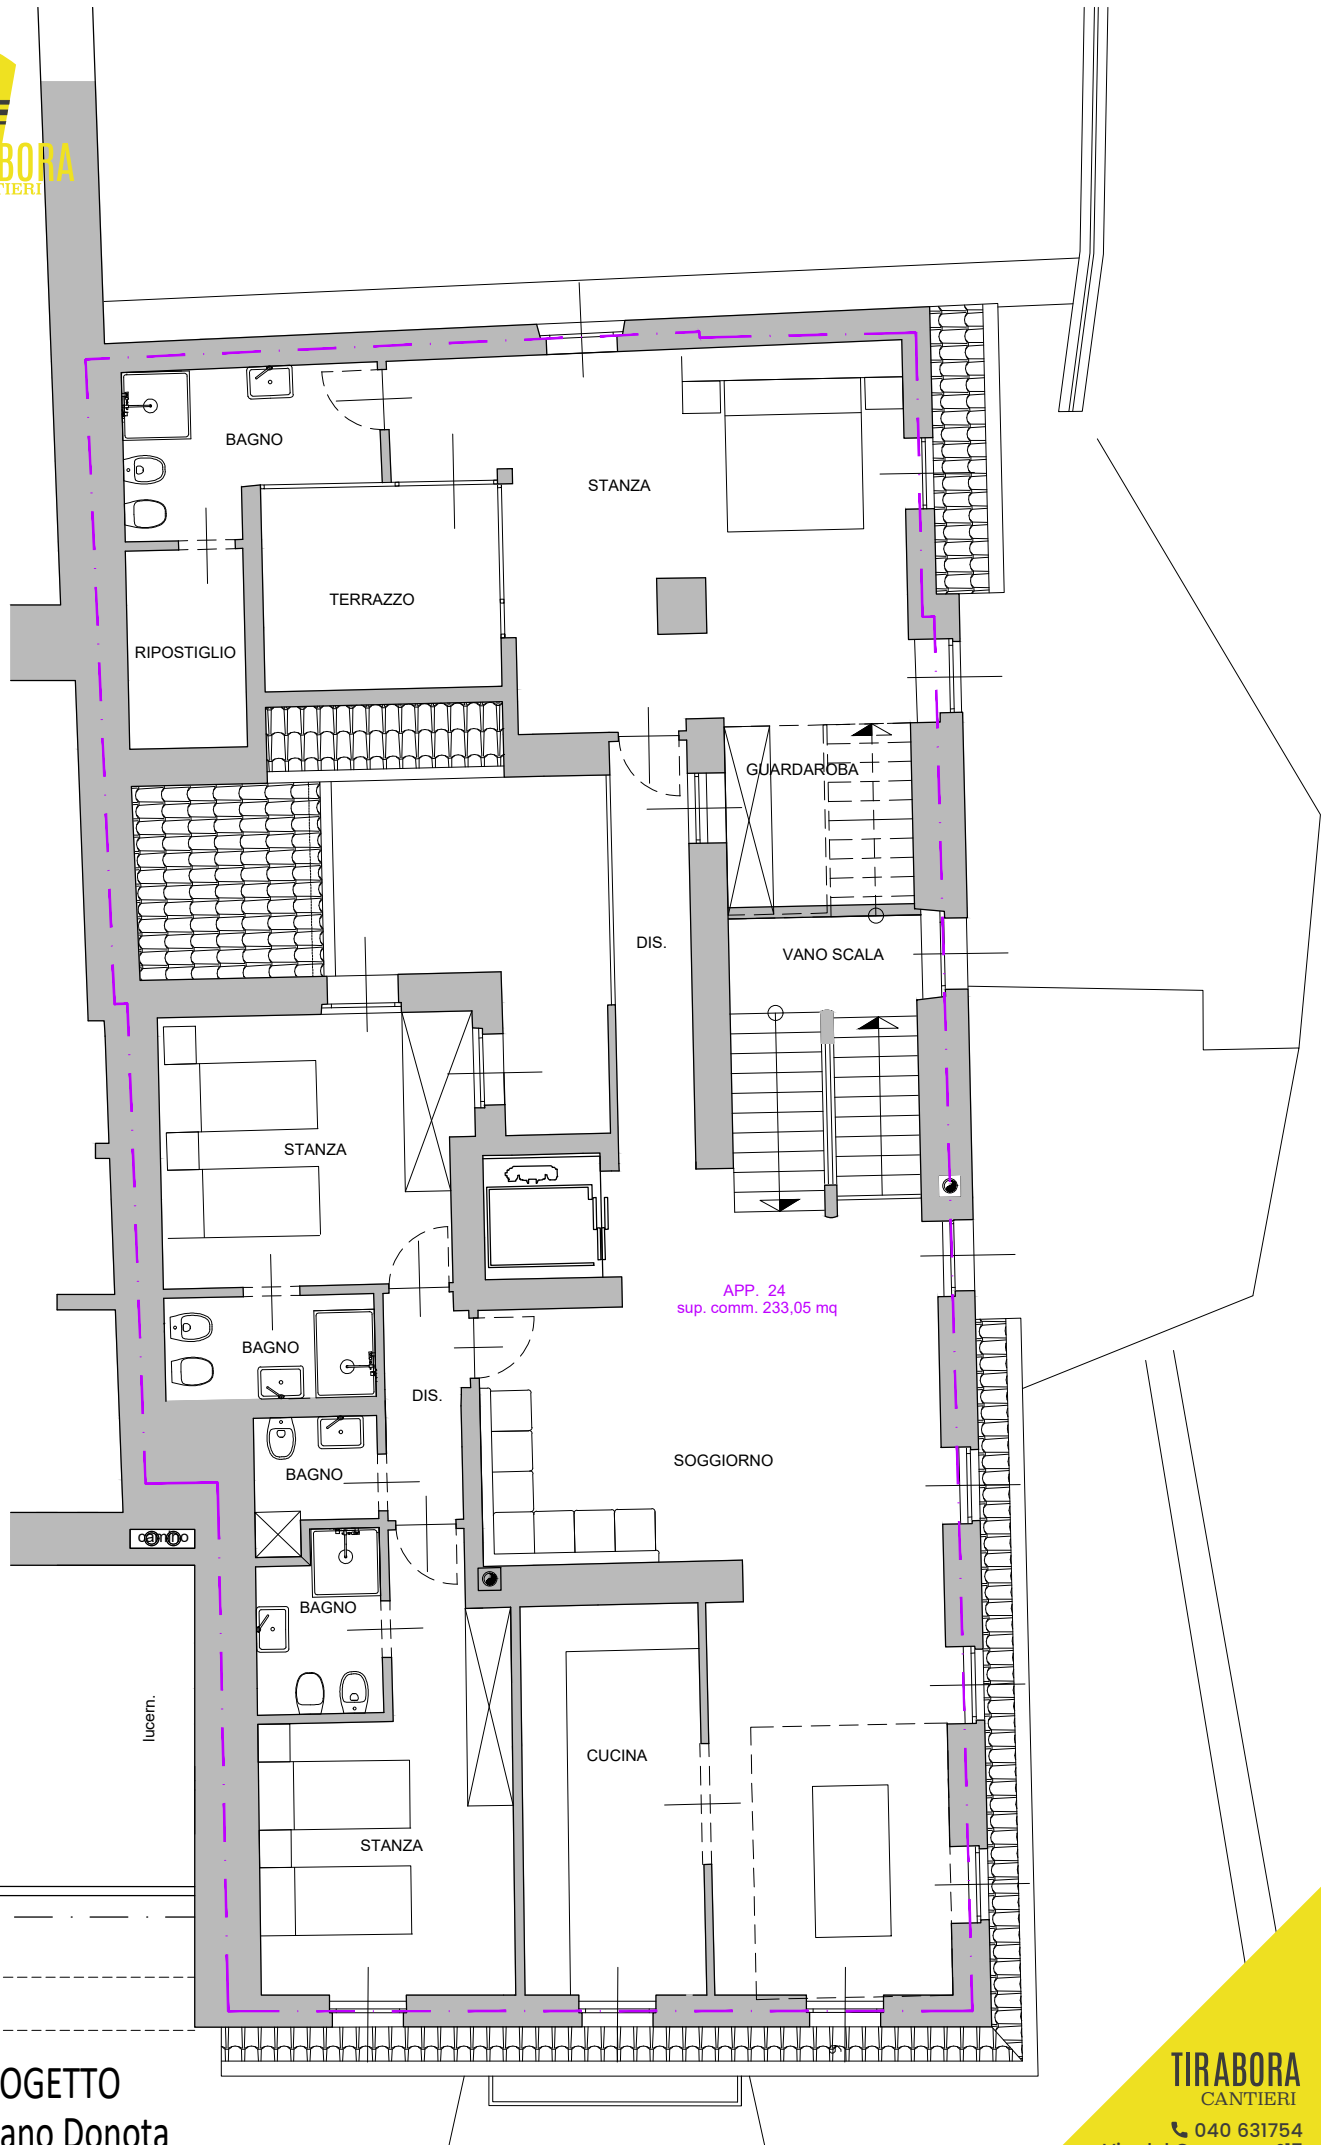 BORA
TIERI
BAGNO
STANZA
TERRAZZO
RIPOSTIGLIO
GUARDAROBA
DIS.
VANO SCALA
STANZA
APP. 24
sup. comm. 233,05 mq
BAGNO
DIS.
SOGGIORNO
BAGNO
camino
BAGNO
lucern.
CUCINA
STANZA
OGETTO
ano Donota
TIRABORA
CANTIERI
040 631754